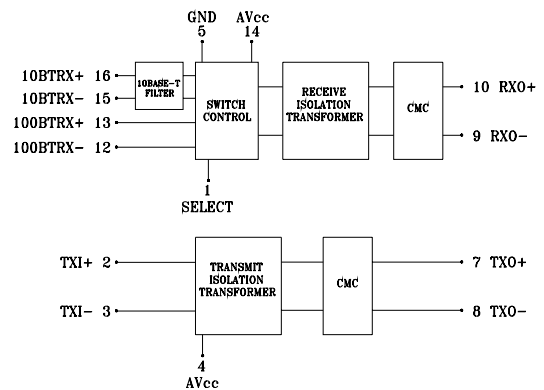 GND
5
AVcc
14
10BTRX+ 16
10BTRX- 15
100BTRX+ 13
100BTRX- 12
10BASE-T
FILTER
SWITCH
CONTROL
RECEIVE
ISOLATION
TRANSFORMER
CMC
10 RXO+
9 RXO-
1
SELECT
TXI+ 2
TXI- 3
TRANSMIT
ISOLATION
TRANSFORMER
CMC
7 TXO+
8 TXO-
4
AVcc